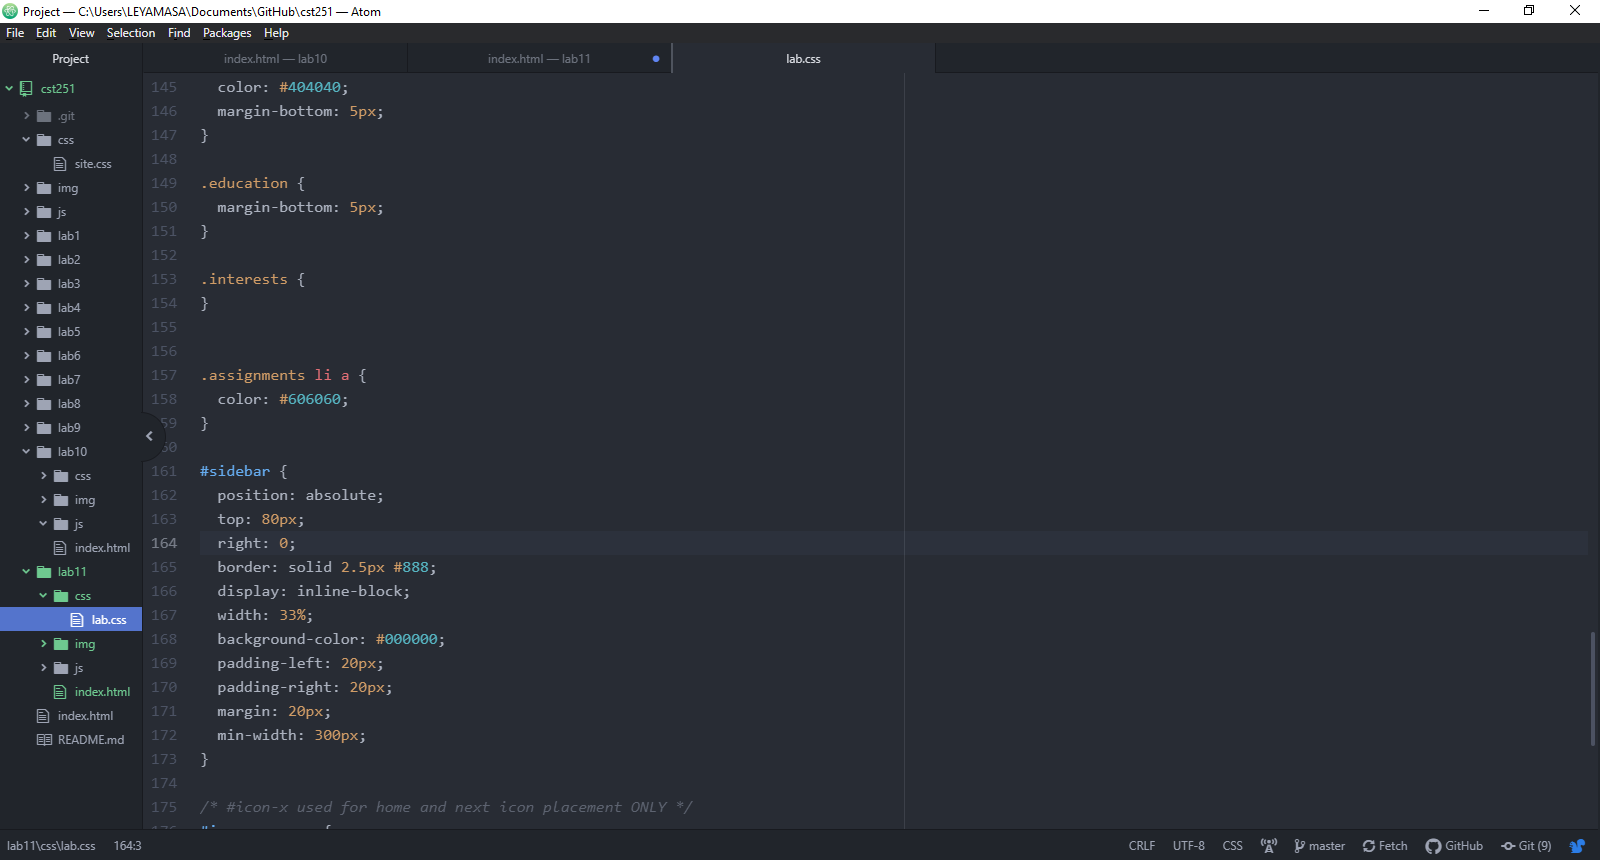 Project — C:\Users\LEYAMASA\Documents\GitHub\cst251 — Atom
File Edit View Selection Find Packages Help
Project
index.html — lab10
index.html — lab11
lab.css
cst251
.git
css
site.css
img
js
lab1
lab2
lab3
lab4
lab5
lab6
lab7
lab8
lab9
lab10
css
img
js
index.html
lab11
css
lab.css
img
js
index.html
index.html
README.md
145 color: #404040;
146 margin-bottom: 5px;
147 }
148
149 .education {
150 margin-bottom: 5px;
151 }
152
153 .interests {
154 }
155
156
157 .assignments li a {
158 color: #606060;
59 }
60
161 #sidebar {
162 position: absolute;
163 top: 80px;
164 right: 0;
165 border: solid 2.5px #888;
166 display: inline-block;
167 width: 33%;
168 background-color: #000000;
169 padding-left: 20px;
170 padding-right: 20px;
171 margin: 20px;
172 min-width: 300px;
173 }
174
175 /* #icon-x used for home and next icon placement ONLY */
lab11\css\lab.css 164:3
CRLF UTF-8 CSS master Fetch GitHub Git (9)